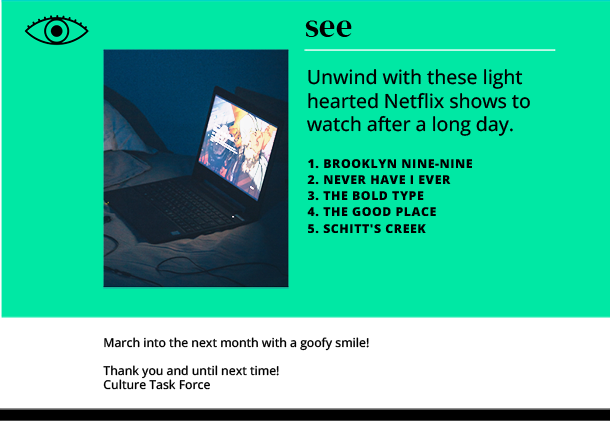 see
Unwind with these light
hearted Netflix shows to
watch after a long day.
1. BROOKLYN NINE-NINE
2. NEVER HAVE I EVER
3. THE BOLD TYPE
4. THE GOOD PLACE
5. SCHITT'S CREEK
March into the next month with a goofy smile!
Thank you and until next time!
Culture Task Force